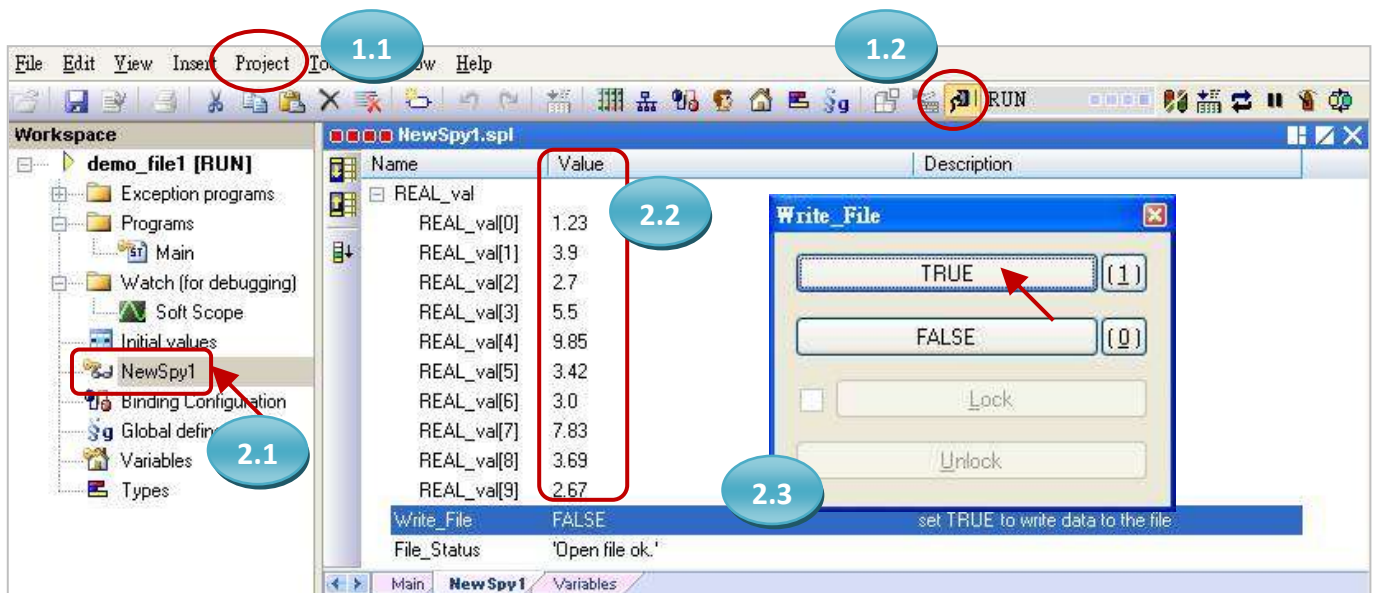 1.1
1.2
File Edit View Insert Project Help
RUN
Workspace
NewSpy1.spl
demo_file1 [RUN]
Name Value Description
Exception programs
REAL_val
2.2
Write_File
Programs
REAL_val[0] 1.23
Main
REAL_val[1] 3.9
TRUE (1)
Watch (for debugging)
REAL_val[2] 2.7
Soft Scope
REAL_val[3] 5.5
Initial values
REAL_val[4] 9.85
FALSE (0)
NewSpy1
REAL_val[5] 3.42
Binding Configuration
REAL_val[6] 3.0
Lock
Global defin
REAL_val[7] 7.83
2.1
Variables
REAL_val[8] 3.69
Unlock
Types
REAL_val[9] 2.67
2.3
Write_File FALSE set TRUE to write data to the file
File_Status 'Open file ok.'
Main NewSpy1 Variables